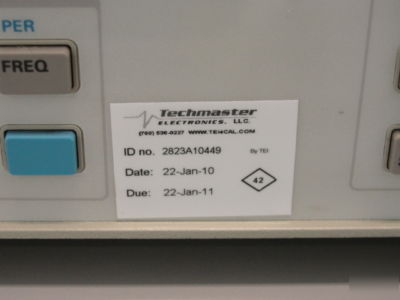 PER
FREQ
Techmaster
ELECTRONICS, LLC.
(760) 536-0227 WWW.TEI4CAL.COM
ID no. 2823A10449 By TEI
Date: 22-Jan-10
Due: 22-Jan-11
42